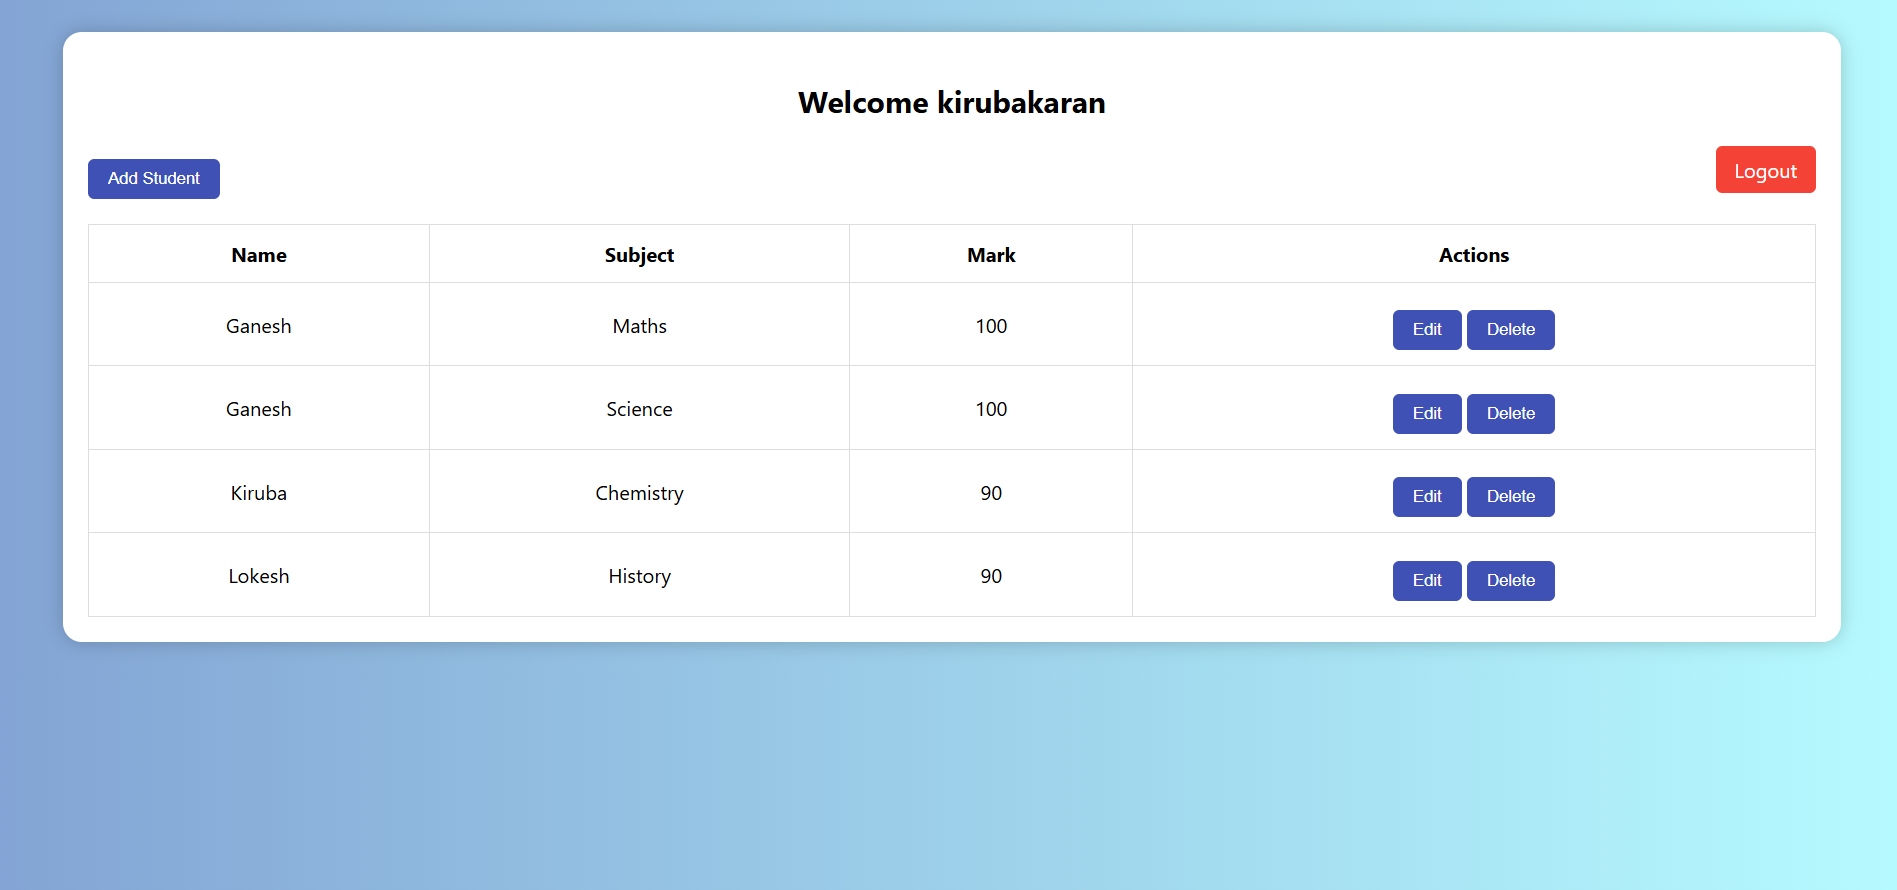 Welcome kirubakaran
Add Student
Logout
Name Subject Mark Actions
Ganesh Maths 100 Edit Delete
Ganesh Science 100 Edit Delete
Kiruba Chemistry 90 Edit Delete
Lokesh History 90 Edit Delete